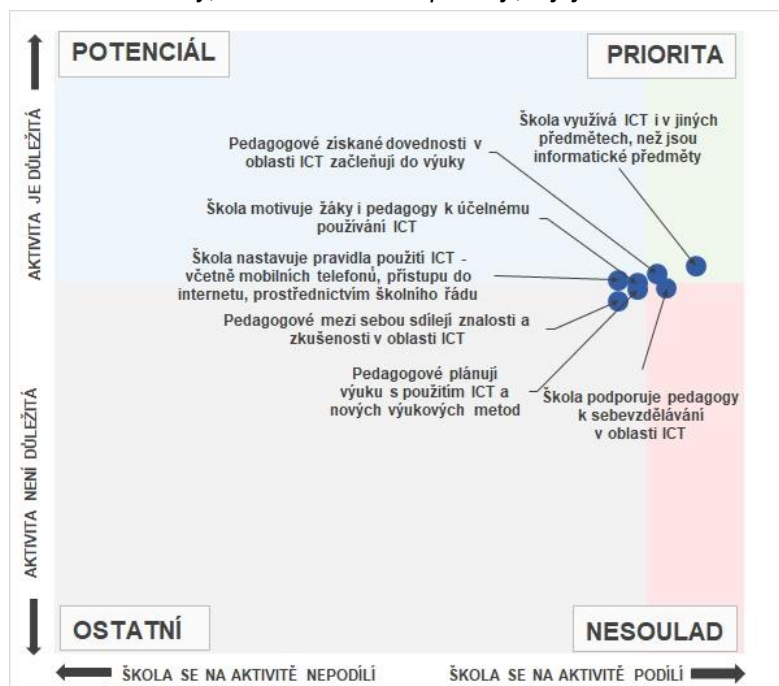 POTENCIÁL
PRIORITA
Škola využívá ICT i v jiných
předmětech, než jsou
informatické předměty
Pedagogové získané dovednosti v
oblasti ICT začleňují do výuky
Škola motivuje žáky i pedagogy k účelnému
používání ICT
Škola nastavuje pravidla použití ICT -
včetně mobilních telefonů, přístupu do
internetu, prostřednictvím školního řádu
Pedagogové mezi sebou sdílejí znalosti a
zkušenosti v oblasti ICT
Pedagogové plánují
výuku s použitím ICT a
nových výukových metod
Škola podporuje pedagogy
k sebevzdělávání
v oblasti ICT
AKTIVITA JE DŮLEŽITÁ
AKTIVITA NENÍ DŮLEŽITÁ
OSTATNÍ
NESOULAD
ŠKOLA SE NA AKTIVITĚ NEPODÍLÍ
ŠKOLA SE NA AKTIVITĚ PODÍLÍ